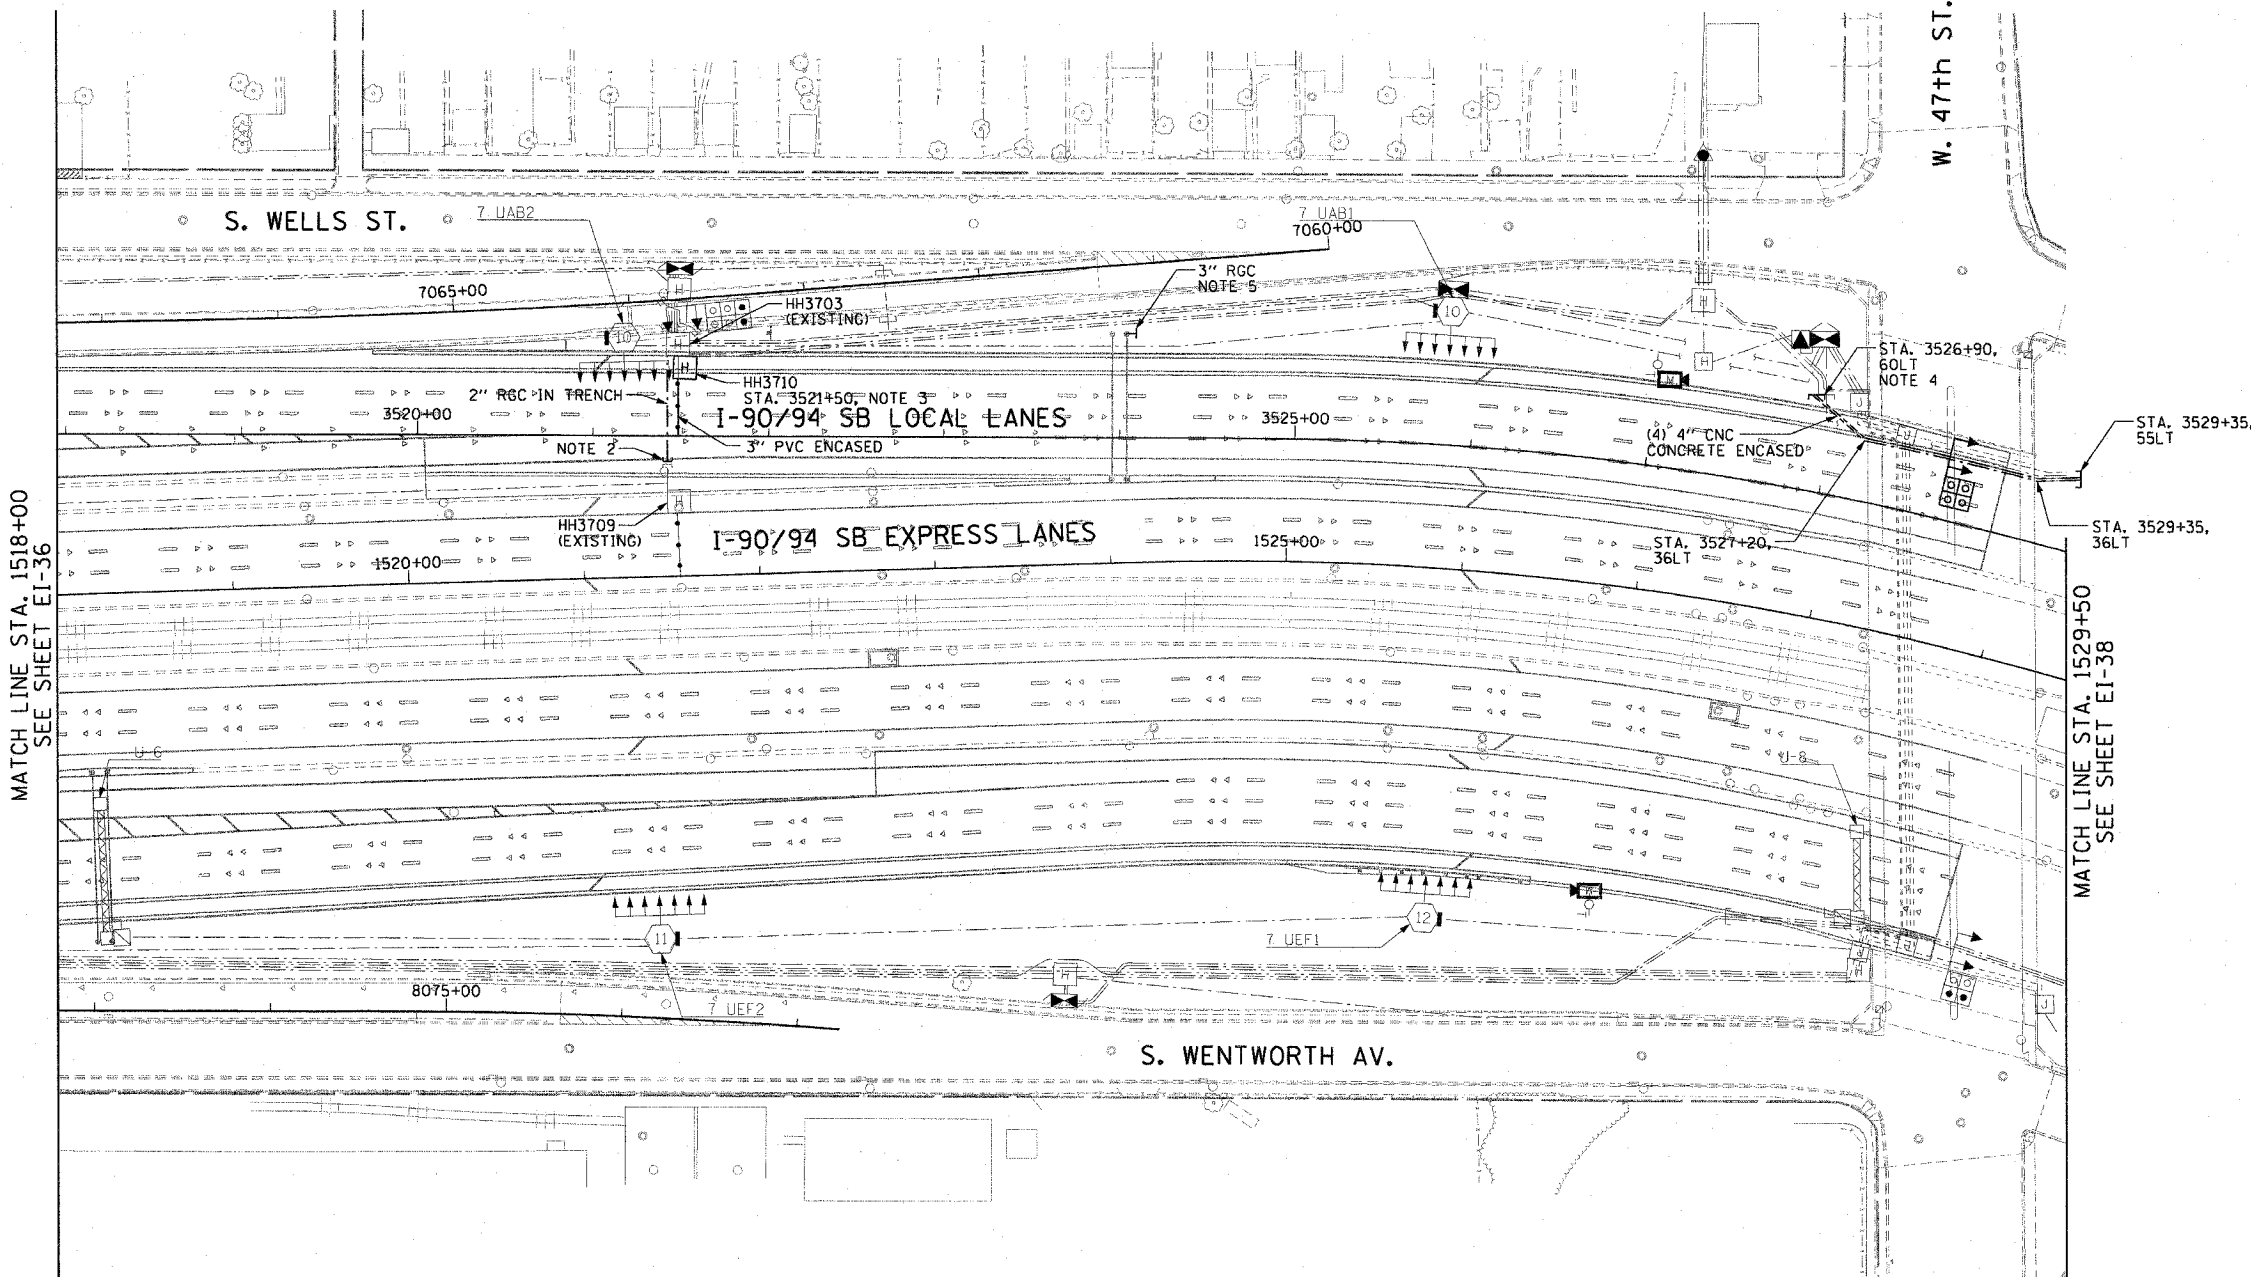 W. 47th ST.
S. WELLS ST.
7 UAB2
7 UAB1
7060+00
3" RGC
NOTE 5
7065+00
H
HH3703
(EXISTING)
10
10
H
H
H
H
STA. 3526+90,
60LT
NOTE 4
HH3710
STA. 3521+50, NOTE 3
2" RGC IN TRENCH
3520+00
I-90/94 SB LOCAL LANES
3525+00
J
STA. 3529+35,
55LT
(4) 4" CNC
CONCRETE ENCASED
NOTE 2
3" PVC ENCASED
H
HH3709
(EXISTING)
I-90/94 SB EXPRESS LANES
1525+00
STA. 3527+20,
36LT
STA. 3529+35,
36LT
1520+00
MATCH LINE STA. 1518+00
SEE SHEET EI-36
MATCH LINE STA. 1529+50
SEE SHEET EI-38
U-8
11
12
7 UEF1
H
8075+00
7 UEF2
J
S. WENTWORTH AV.